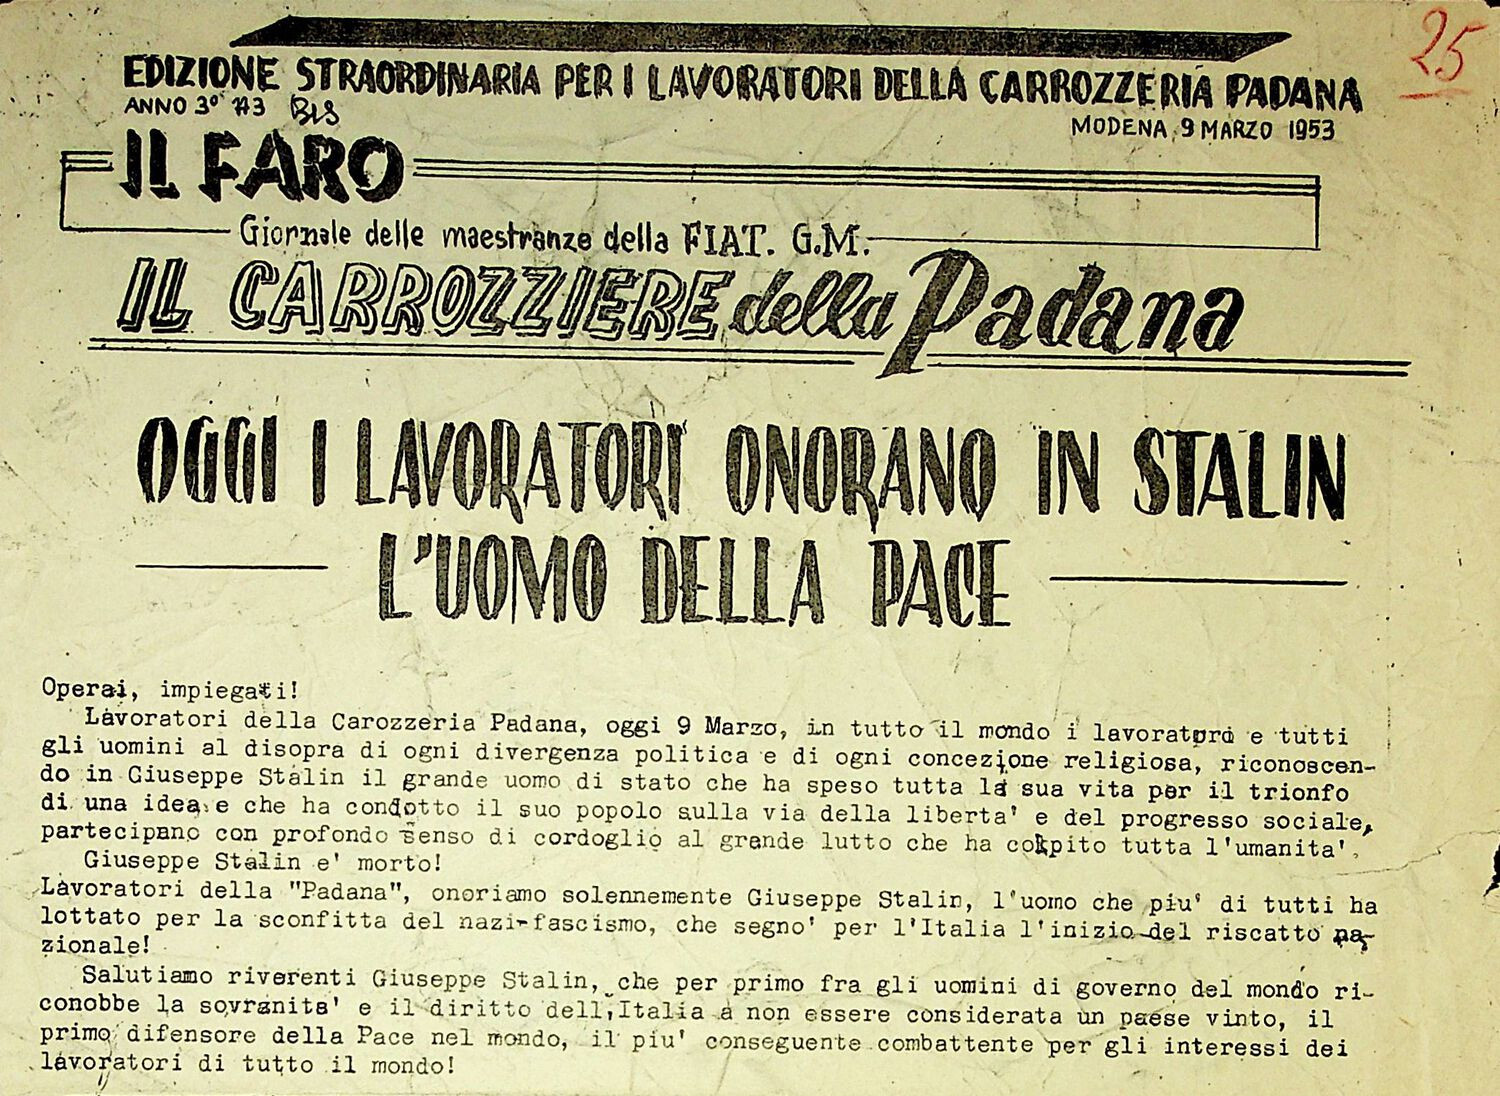 25
EDIZIONE STRAORDINARIA PER I LAVORATORI DELLA CARROZZERIA PADANA
ANNO 3° N3 BIS
MODENA, 9 MARZO 1953
IL FARO
Giornale delle maestranze della FIAT. G.M.
IL CARROZZIERE della Padana
OGGI I LAVORATORI ONORANO IN STALIN
L'UOMO DELLA PACE
Operai, impiegati!
Lavoratori della Carozzeria Padana, oggi 9 Marzo, in tutto il mondo i lavoratori e tutti
gli uomini al disopra di ogni divergenza politica e di ogni concezione religiosa, riconoscen-
do in Giuseppe Stalin il grande uomo di stato che ha speso tutta la sua vita per il trionfo
di una idea e che ha condotto il suo popolo sulla via della liberta' e del progresso sociale,
partecipano con profondo senso di cordoglio al grande lutto che ha colpito tutta l'umanita'.
Giuseppe Stalin e' morto!
Lavoratori della "Padana", onoriamo solennemente Giuseppe Stalin, l'uomo che piu' di tutti ha
lottato per la sconfitta del nazi-fascismo, che segno' per l'Italia l'inizio del riscatto na-
zionale!
Salutiamo riverenti Giuseppe Stalin, che per primo fra gli uomini di governo del mondo ri-
conobbe la sovranita' e il diritto dell'Italia a non essere considerata un paese vinto, il
primo difensore della Pace nel mondo, il piu' conseguente combattente per gli interessi dei
lavoratori di tutto il mondo!